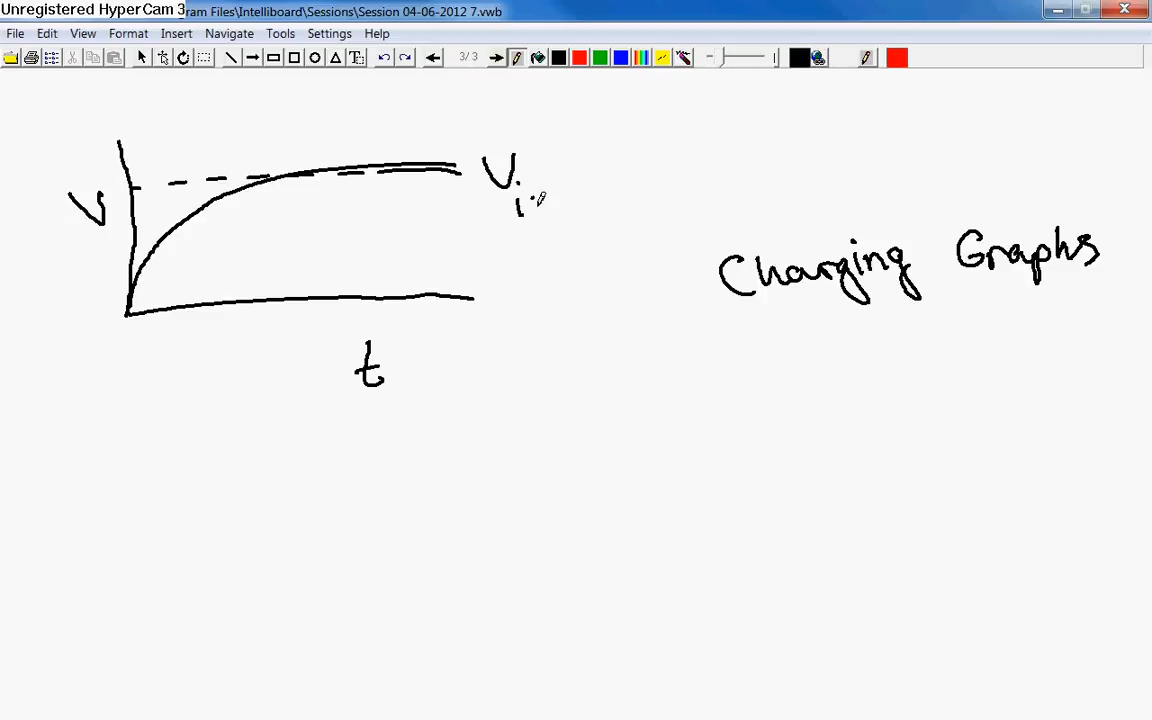 Unregistered HyperCam 3
ram Files\Intelliboard\Sessions\Session 04-06-2012 7.vwb
File Edit View Format Insert Navigate Tools Settings Help
3/3
V
Vi
Charging Graphs
t